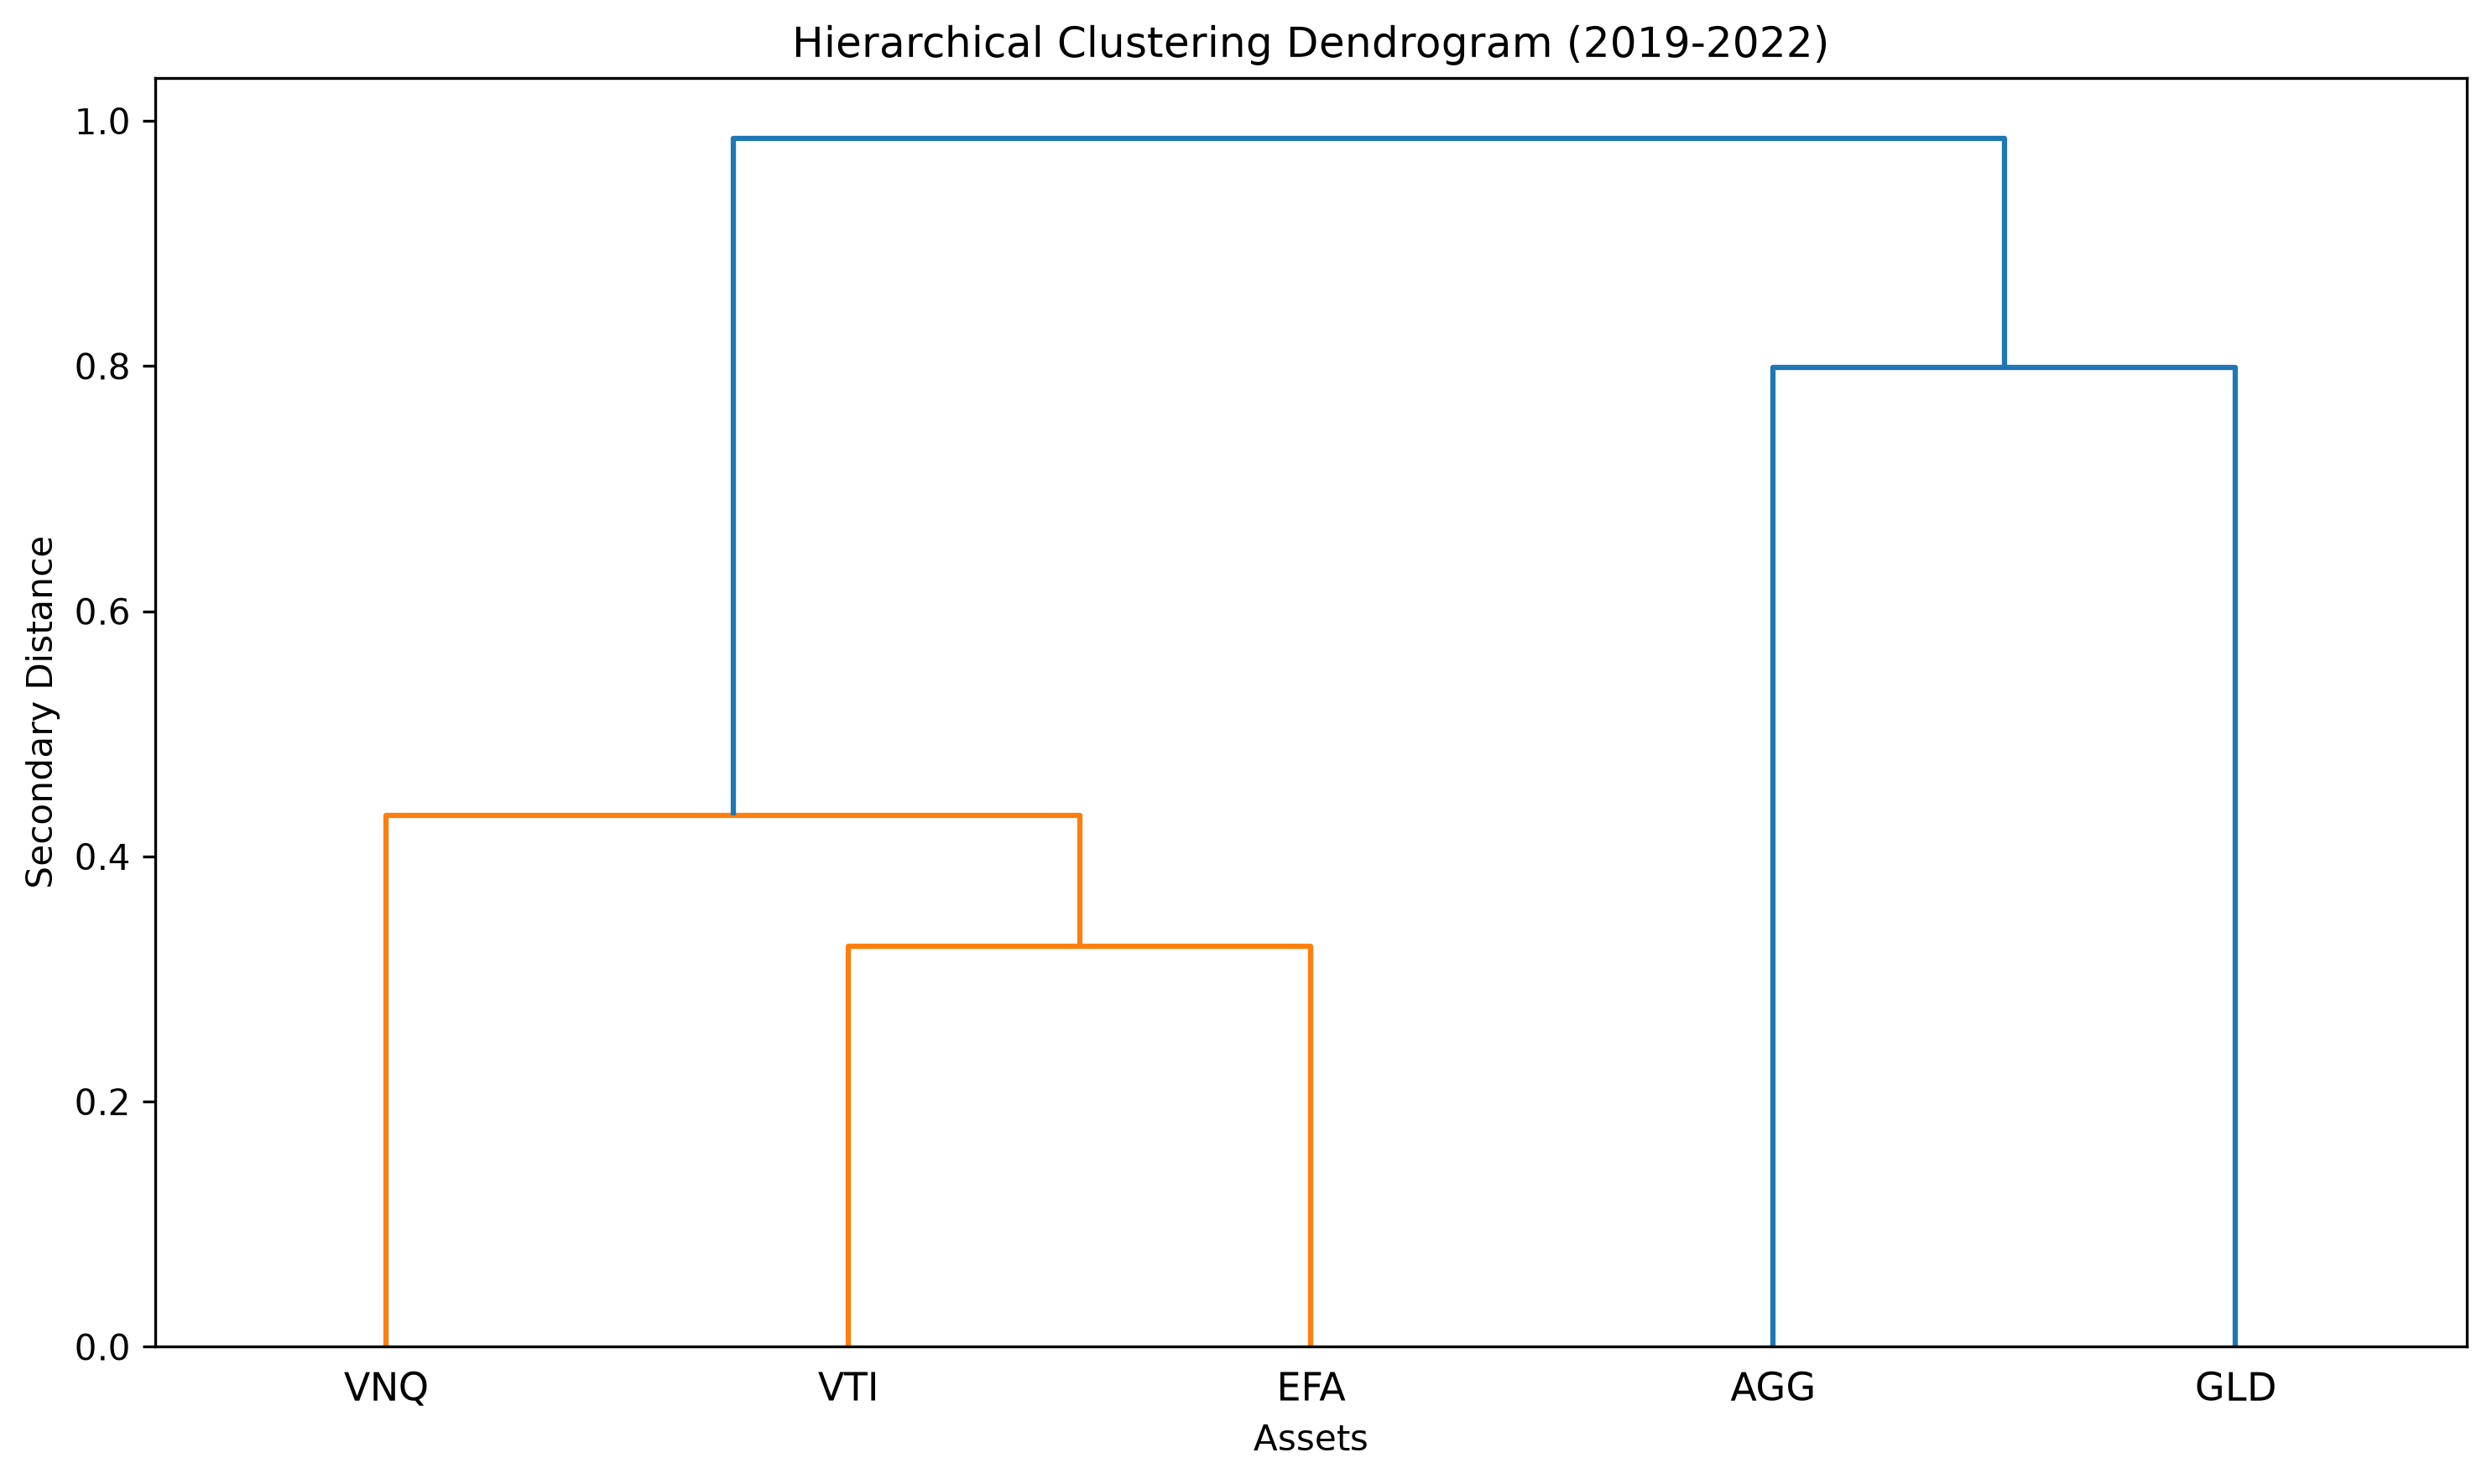 Hierarchical Clustering Dendrogram (2019-2022)
1.0
0.8
0.6
0.4
0.2
0.0
Secondary Distance
VNQ VTI EFA AGG GLD
Assets